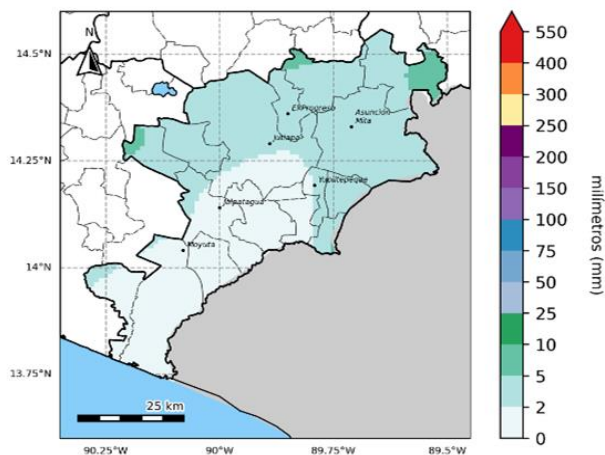 N
14.5°N
14.25°N
14°N
13.75°N
90.25°W
90°W
89.75°W
89.5°W
El Progreso
Asunción
Mita
Jutiapa
Yupiltepeque
Jalpatagua
Moyuta
25 km
550
400
300
250
200
150
100
75
50
25
10
5
2
0
milímetros (mm)